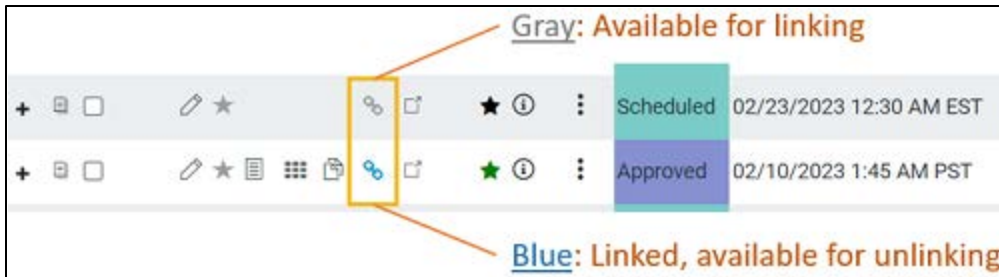 Gray: Available for linking
Scheduled 02/23/2023 12:30 AM EST
Approved 02/10/2023 1:45 AM PST
Blue: Linked, available for unlinking